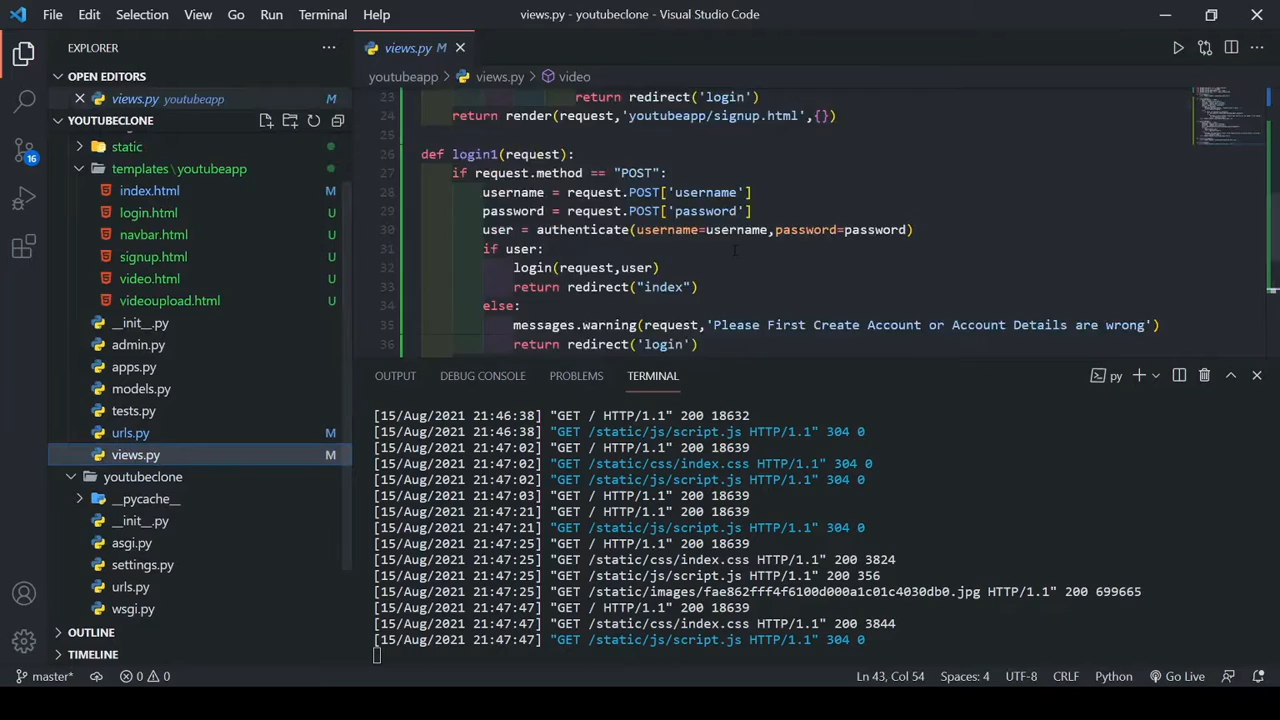 File Edit Selection View Go Run Terminal Help views.py - youtubeclone - Visual Studio Code
EXPLORER
OPEN EDITORS
views.py youtubeapp M
YOUTUBECLONE
static
templates \ youtubeapp
index.html M
login.html U
navbar.html U
signup.html U
video.html U
videoupload.html U
__init__.py
admin.py
apps.py
models.py
tests.py
urls.py M
views.py M
youtubeclone
__pycache__
__init__.py
asgi.py
settings.py
urls.py
wsgi.py
OUTLINE
TIMELINE
16
views.py M
youtubeapp > views.py > video
23 return redirect('login')
24 return render(request,'youtubeapp/signup.html',{})
25
26 def login1(request):
27 if request.method == "POST":
28 username = request.POST['username']
29 password = request.POST['password']
30 user = authenticate(username=username,password=password)
31 if user:
32 login(request,user)
33 return redirect("index")
34 else:
35 messages.warning(request,'Please First Create Account or Account Details are wrong')
36 return redirect('login')
OUTPUT DEBUG CONSOLE PROBLEMS TERMINAL py
[15/Aug/2021 21:46:38] "GET / HTTP/1.1" 200 18632
[15/Aug/2021 21:46:38] "GET /static/js/script.js HTTP/1.1" 304 0
[15/Aug/2021 21:47:02] "GET / HTTP/1.1" 200 18639
[15/Aug/2021 21:47:02] "GET /static/css/index.css HTTP/1.1" 304 0
[15/Aug/2021 21:47:02] "GET /static/js/script.js HTTP/1.1" 304 0
[15/Aug/2021 21:47:03] "GET / HTTP/1.1" 200 18639
[15/Aug/2021 21:47:21] "GET / HTTP/1.1" 200 18639
[15/Aug/2021 21:47:21] "GET /static/js/script.js HTTP/1.1" 304 0
[15/Aug/2021 21:47:25] "GET / HTTP/1.1" 200 18639
[15/Aug/2021 21:47:25] "GET /static/css/index.css HTTP/1.1" 200 3824
[15/Aug/2021 21:47:25] "GET /static/js/script.js HTTP/1.1" 200 356
[15/Aug/2021 21:47:25] "GET /static/images/fae862fff4f6100d000a1c01c4030db0.jpg HTTP/1.1" 200 699665
[15/Aug/2021 21:47:47] "GET / HTTP/1.1" 200 18639
[15/Aug/2021 21:47:47] "GET /static/css/index.css HTTP/1.1" 200 3844
[15/Aug/2021 21:47:47] "GET /static/js/script.js HTTP/1.1" 304 0
master* 0 0 Ln 43, Col 54 Spaces: 4 UTF-8 CRLF Python Go Live